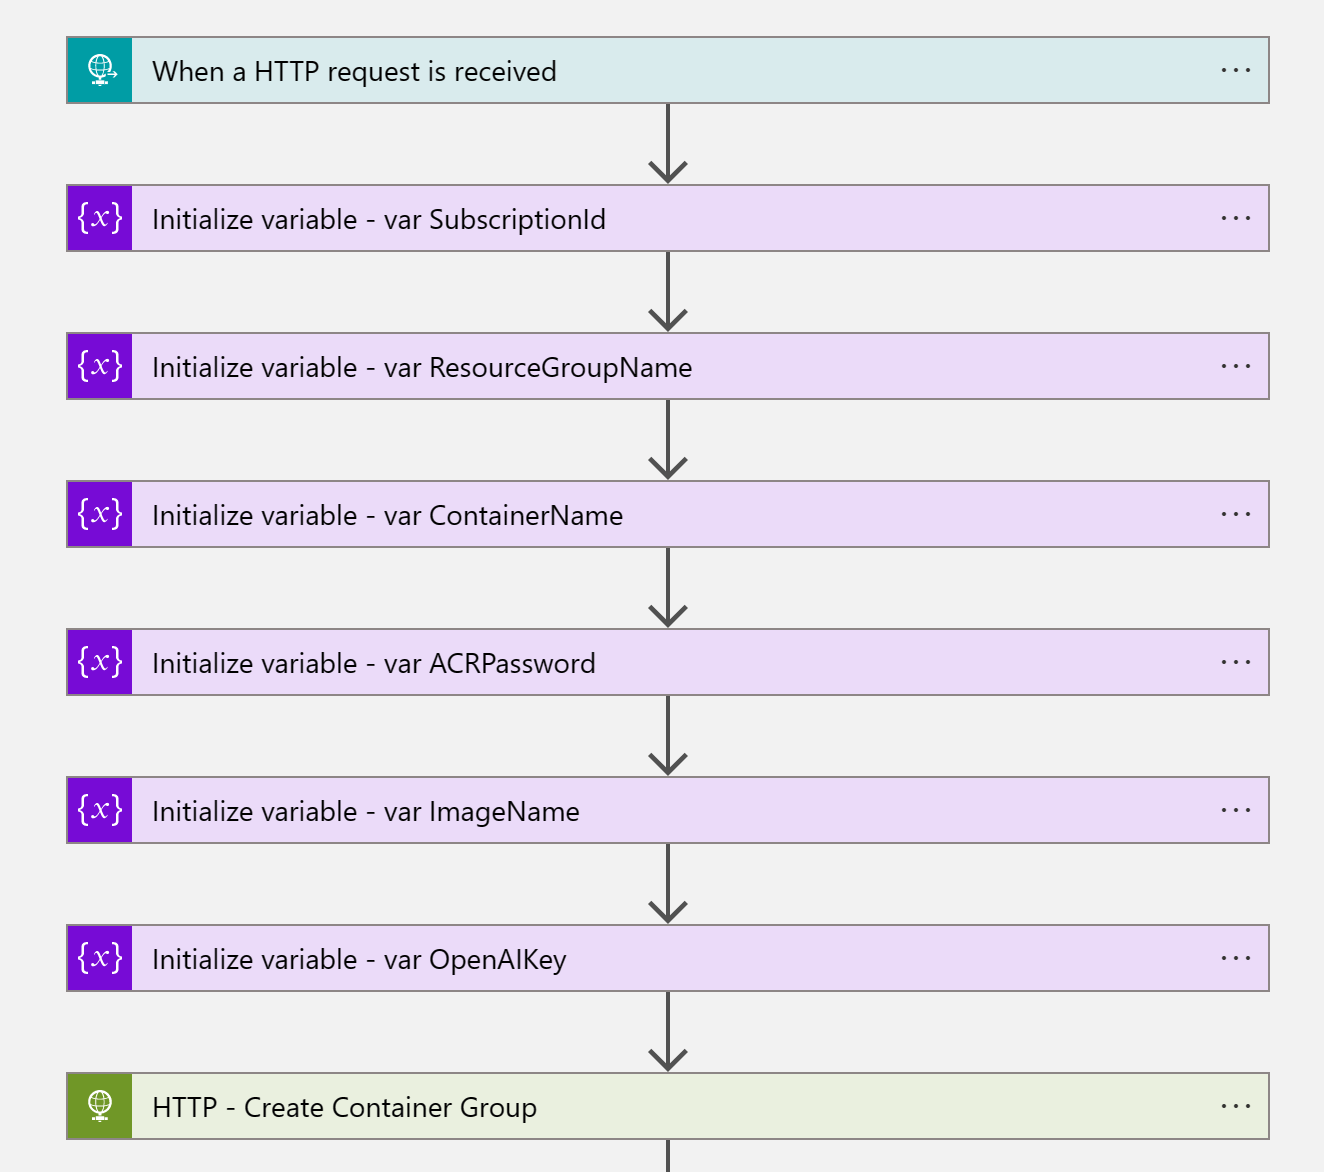 When a HTTP request is received
...
{x} Initialize variable - var SubscriptionId
...
{x} Initialize variable - var ResourceGroupName
...
{x} Initialize variable - var ContainerName
...
{x} Initialize variable - var ACRPassword
...
{x} Initialize variable - var ImageName
...
{x} Initialize variable - var OpenAIKey
...
HTTP - Create Container Group
...